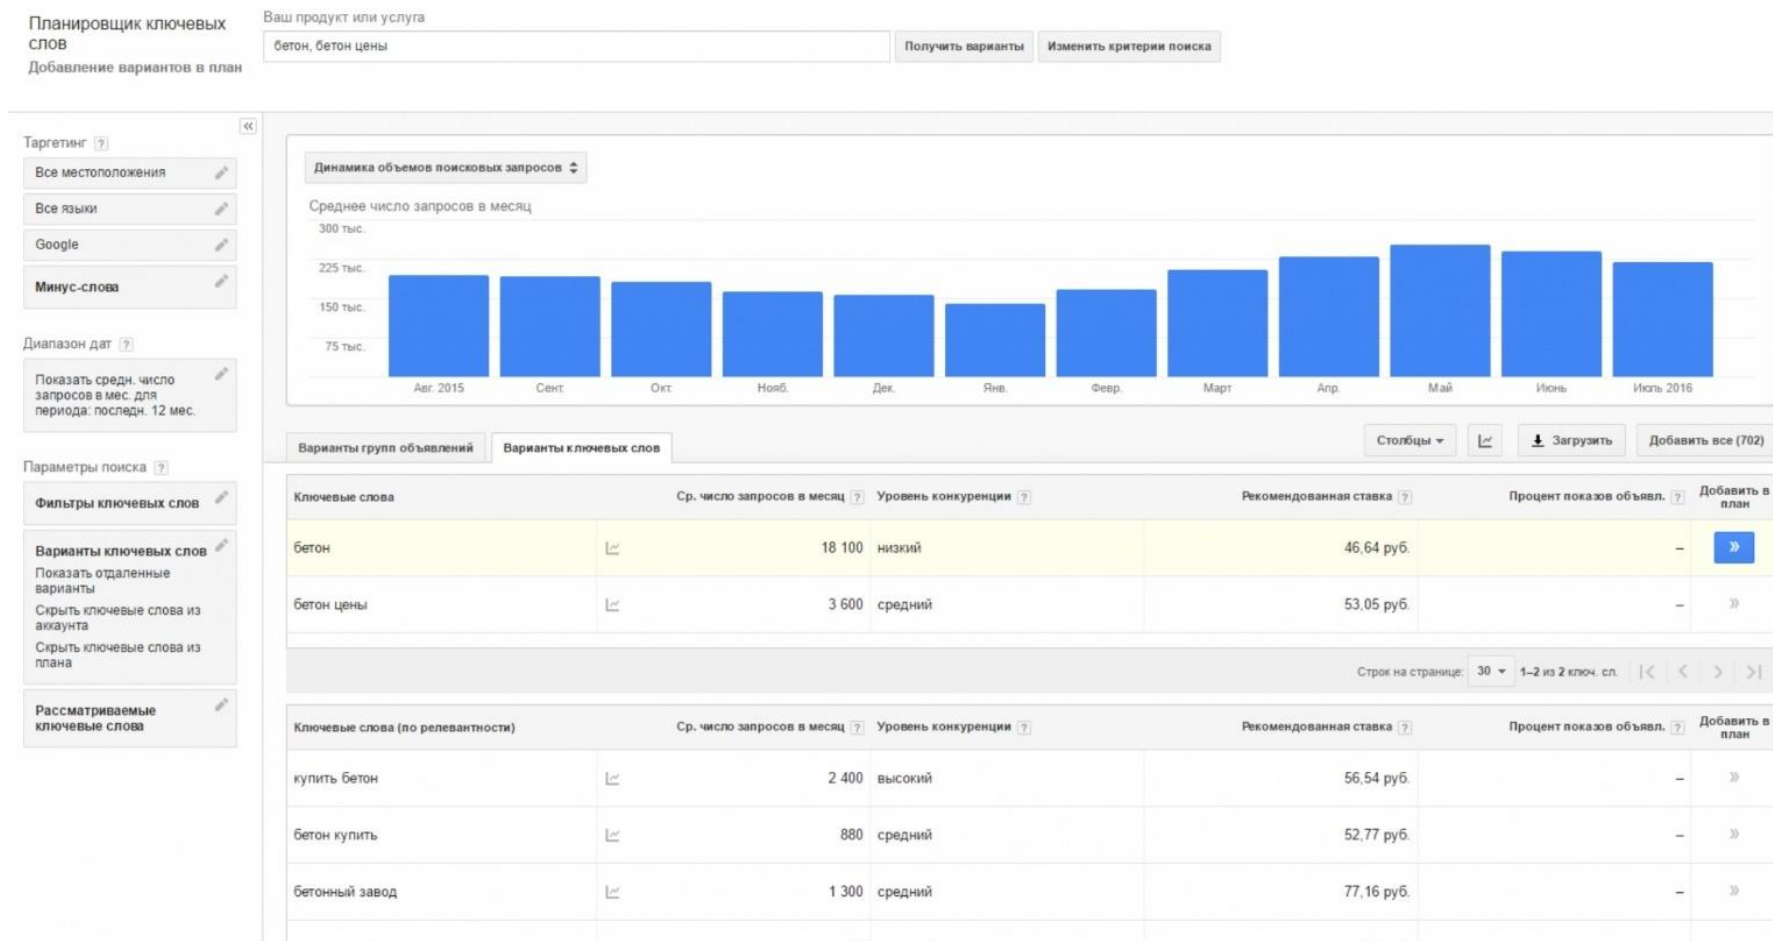 Планировщик ключевых
слов
Добавление вариантов в план
Ваш продукт или услуга
бетон, бетон цены
Получить варианты
Изменить критерии поиска
Таргетинг ?
Все местоположения
Все языки
Google
Минус-слова
Диапазон дат ?
Показать средн. число
запросов в мес. для
периода: последн. 12 мес.
Параметры поиска ?
Фильтры ключевых слов
Варианты ключевых слов
Показать отдаленные
варианты
Скрыть ключевые слова из
аккаунта
Скрыть ключевые слова из
плана
Рассматриваемые
ключевые слова
Динамика объемов поисковых запросов
Среднее число запросов в месяц
300 тыс.
225 тыс.
150 тыс.
75 тыс.
Авг. 2015 Сент. Окт. Нояб. Дек. Янв. Февр. Март Апр. Май Июнь Июль 2016
Варианты групп объявлений Варианты ключевых слов
Столбцы Загрузить Добавить все (702)
Ключевые слова Ср. число запросов в месяц ? Уровень конкуренции ? Рекомендованная ставка ? Процент показов объявл. ? Добавить в
план
бетон 18 100 низкий 46,64 руб. – »
бетон цены 3 600 средний 53,05 руб. – »
Строк на странице: 30 1–2 из 2 ключ. сл.
Ключевые слова (по релевантности) Ср. число запросов в месяц ? Уровень конкуренции ? Рекомендованная ставка ? Процент показов объявл. ? Добавить в
план
купить бетон 2 400 высокий 56,54 руб. – »
бетон купить 880 средний 52,77 руб. – »
бетонный завод 1 300 средний 77,16 руб. – »